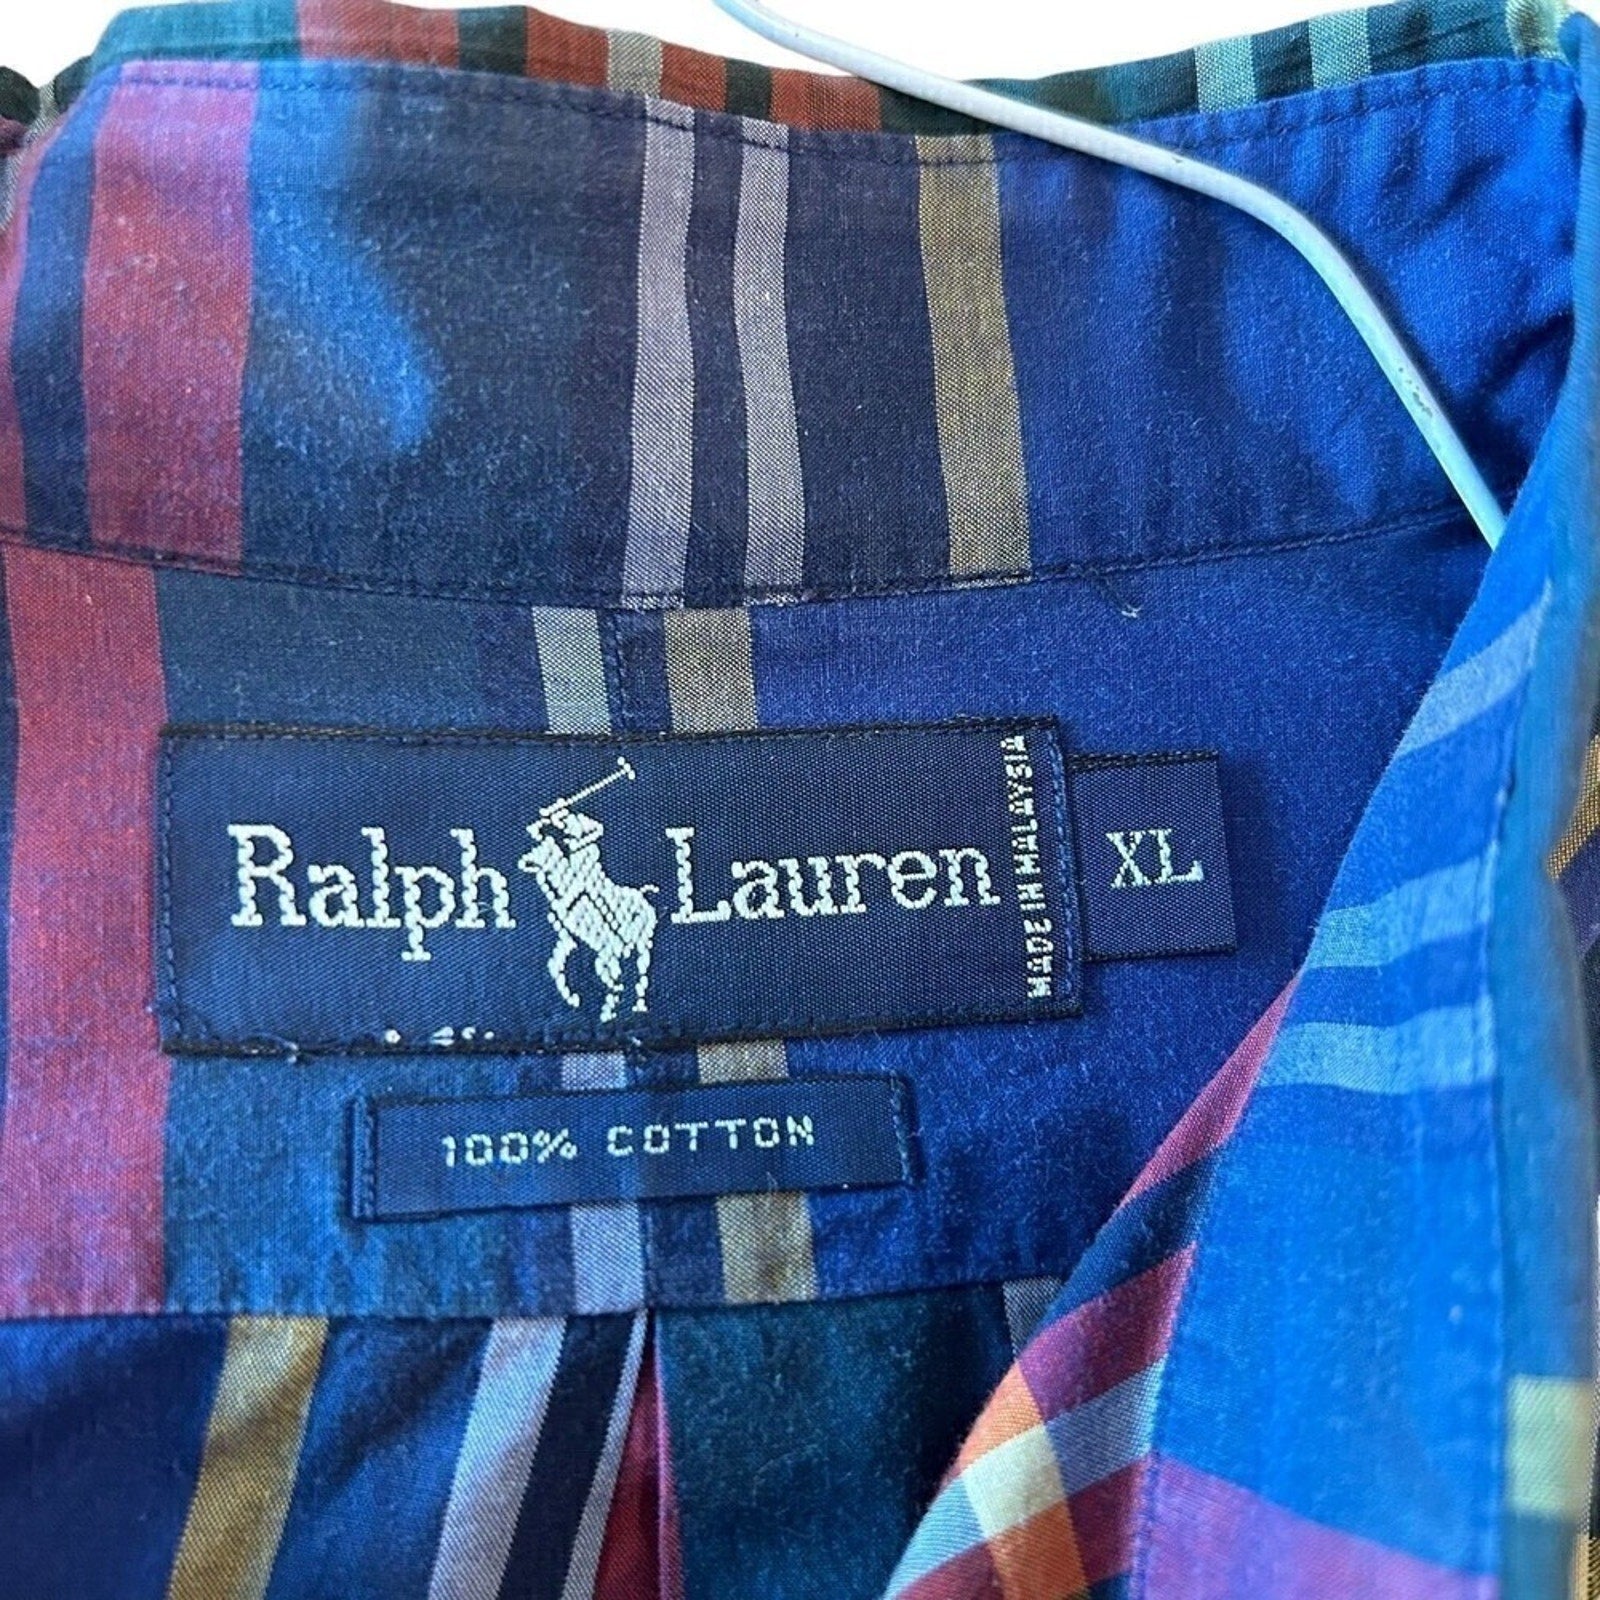 Ralph Lauren
MADE IN MALAYSIA
XL
100% COTTON